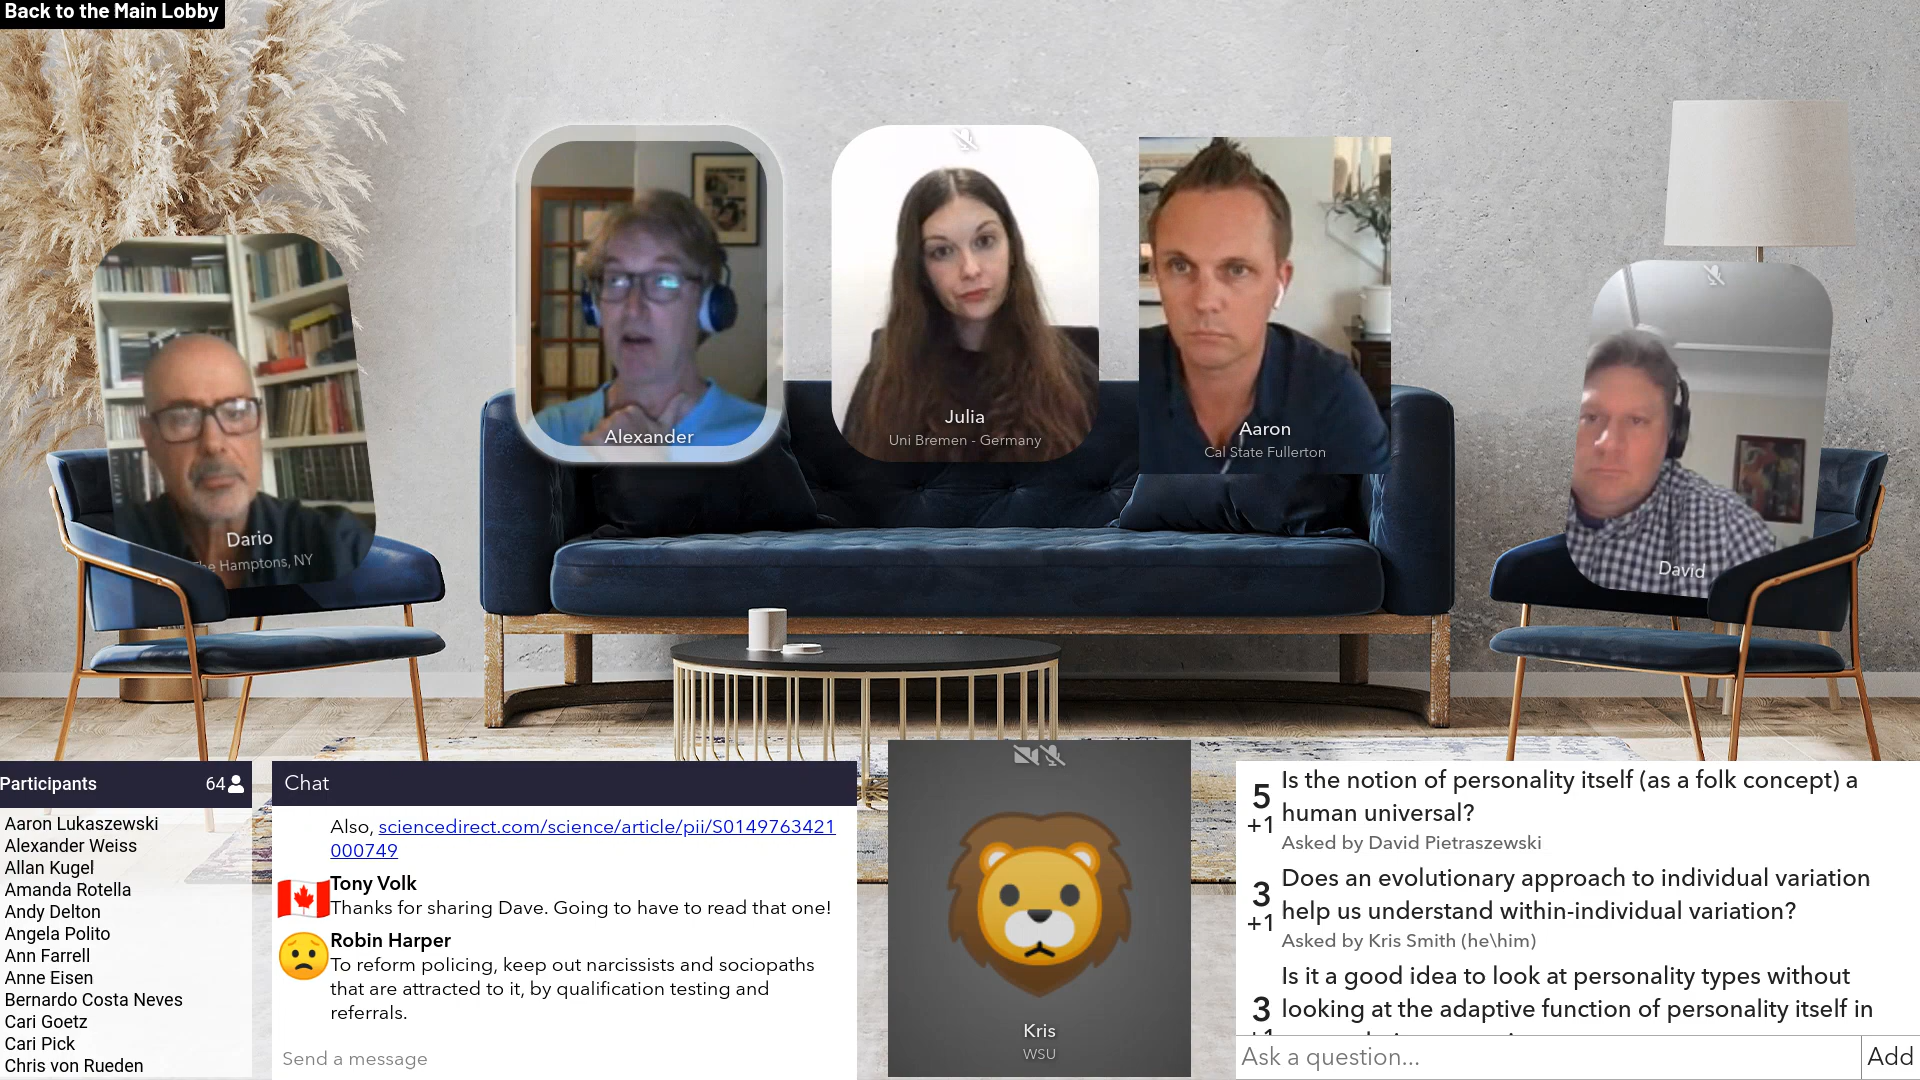 Back to the Main Lobby
Alexander
Julia
Uni Bremen - Germany
Aaron
Cal State Fullerton
Dario
The Hamptons, NY
David
Participants 64
Aaron Lukaszewski
Alexander Weiss
Allan Kugel
Amanda Rotella
Andy Delton
Angela Polito
Ann Farrell
Anne Eisen
Bernardo Costa Neves
Cari Goetz
Cari Pick
Chris von Rueden
Chat
Also, sciencedirect.com/science/article/pii/S0149763421
000749
Tony Volk
Thanks for sharing Dave. Going to have to read that one!
Robin Harper
To reform policing, keep out narcissists and sociopaths
that are attracted to it, by qualification testing and
referrals.
Send a message
Kris
WSU
5
+1
Is the notion of personality itself (as a folk concept) a
human universal?
Asked by David Pietraszewski
3
+1
Does an evolutionary approach to individual variation
help us understand within-individual variation?
Asked by Kris Smith (he\him)
3
Is it a good idea to look at personality types without
looking at the adaptive function of personality itself in
Ask a question...
Add